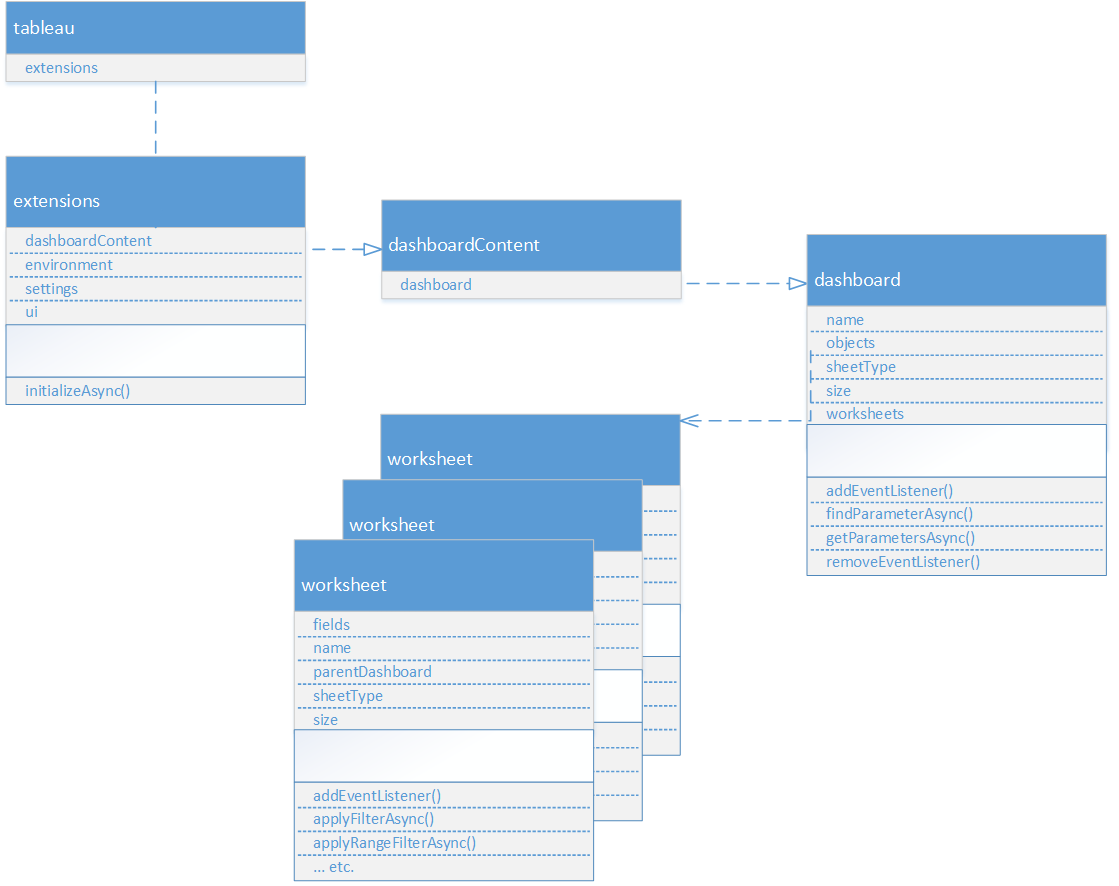 tableau
extensions
extensions
dashboardContent
environment
settings
ui
initializeAsync()
dashboardContent
dashboard
dashboard
name
objects
sheetType
size
worksheets
addEventListener()
findParameterAsync()
getParametersAsync()
removeEventListener()
worksheet
worksheet
worksheet
fields
name
parentDashboard
sheetType
size
addEventListener()
applyFilterAsync()
applyRangeFilterAsync()
... etc.